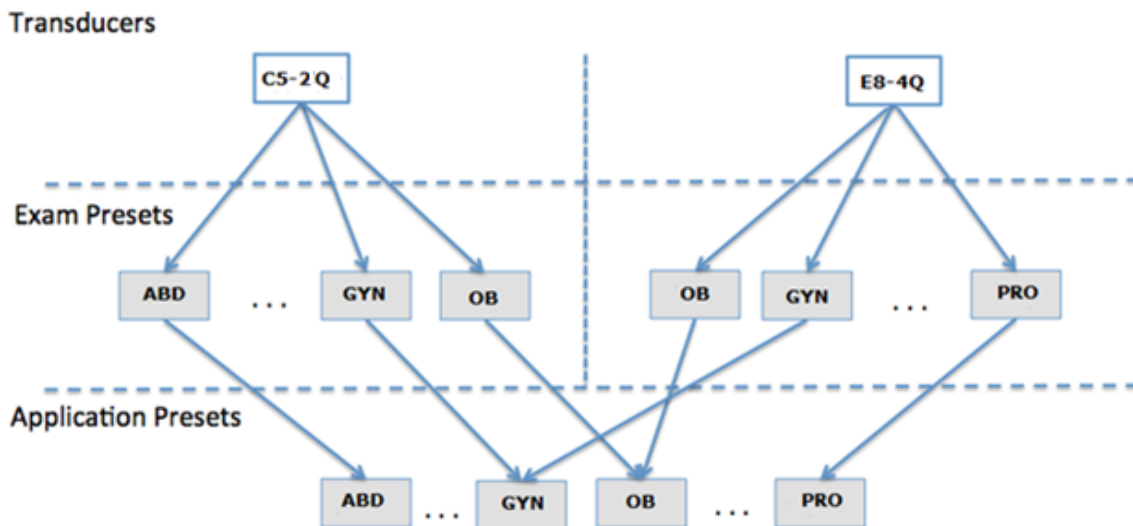 Transducers
C5-2Q E8-4Q
Exam Presets
ABD ... GYN OB OB GYN ... PRO
Application Presets
ABD ... GYN OB ... PRO